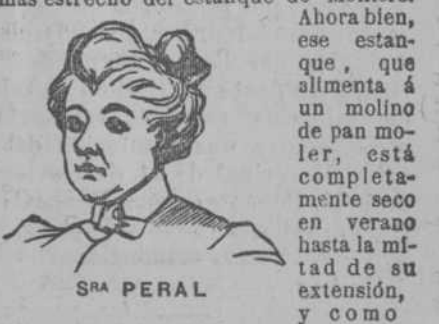 más estrecho del estanque de
Ahora bien,
ese estan-
que, que
alimenta á
un molino
de pan mo-
ler, está
completa-
mente seco
en verano
hasta la mi-
tad de su
extensión,
y como
SRA PERAL